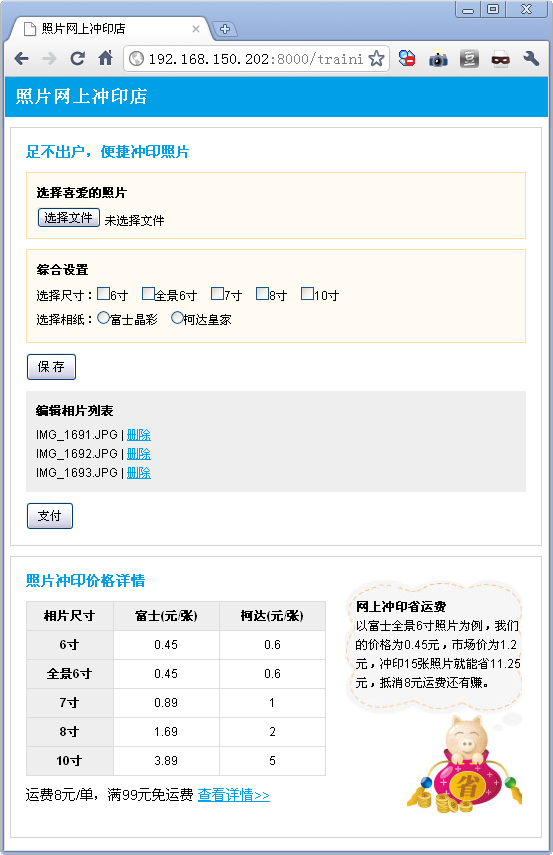 照片网上冲印店
192.168.150.202:8000/traini
照片网上冲印店
足不出户，便捷冲印照片
选择喜爱的照片
选择文件 未选择文件
综合设置
选择尺寸：6寸 全景6寸 7寸 8寸 10寸
选择相纸：富士晶彩 柯达皇家
保 存
编辑相片列表
IMG_1691.JPG | 删除
IMG_1692.JPG | 删除
IMG_1693.JPG | 删除
支付
照片冲印价格详情
相片尺寸 富士(元/张) 柯达(元/张)
6寸 0.45 0.6
全景6寸 0.45 0.6
7寸 0.89 1
8寸 1.69 2
10寸 3.89 5
运费8元/单，满99元免运费 查看详情>>
网上冲印省运费
以富士全景6寸照片为例，我们
的价格为0.45元，市场价为1.2
元，冲印15张照片就能省11.25
元，抵消8元运费还有赚。
省